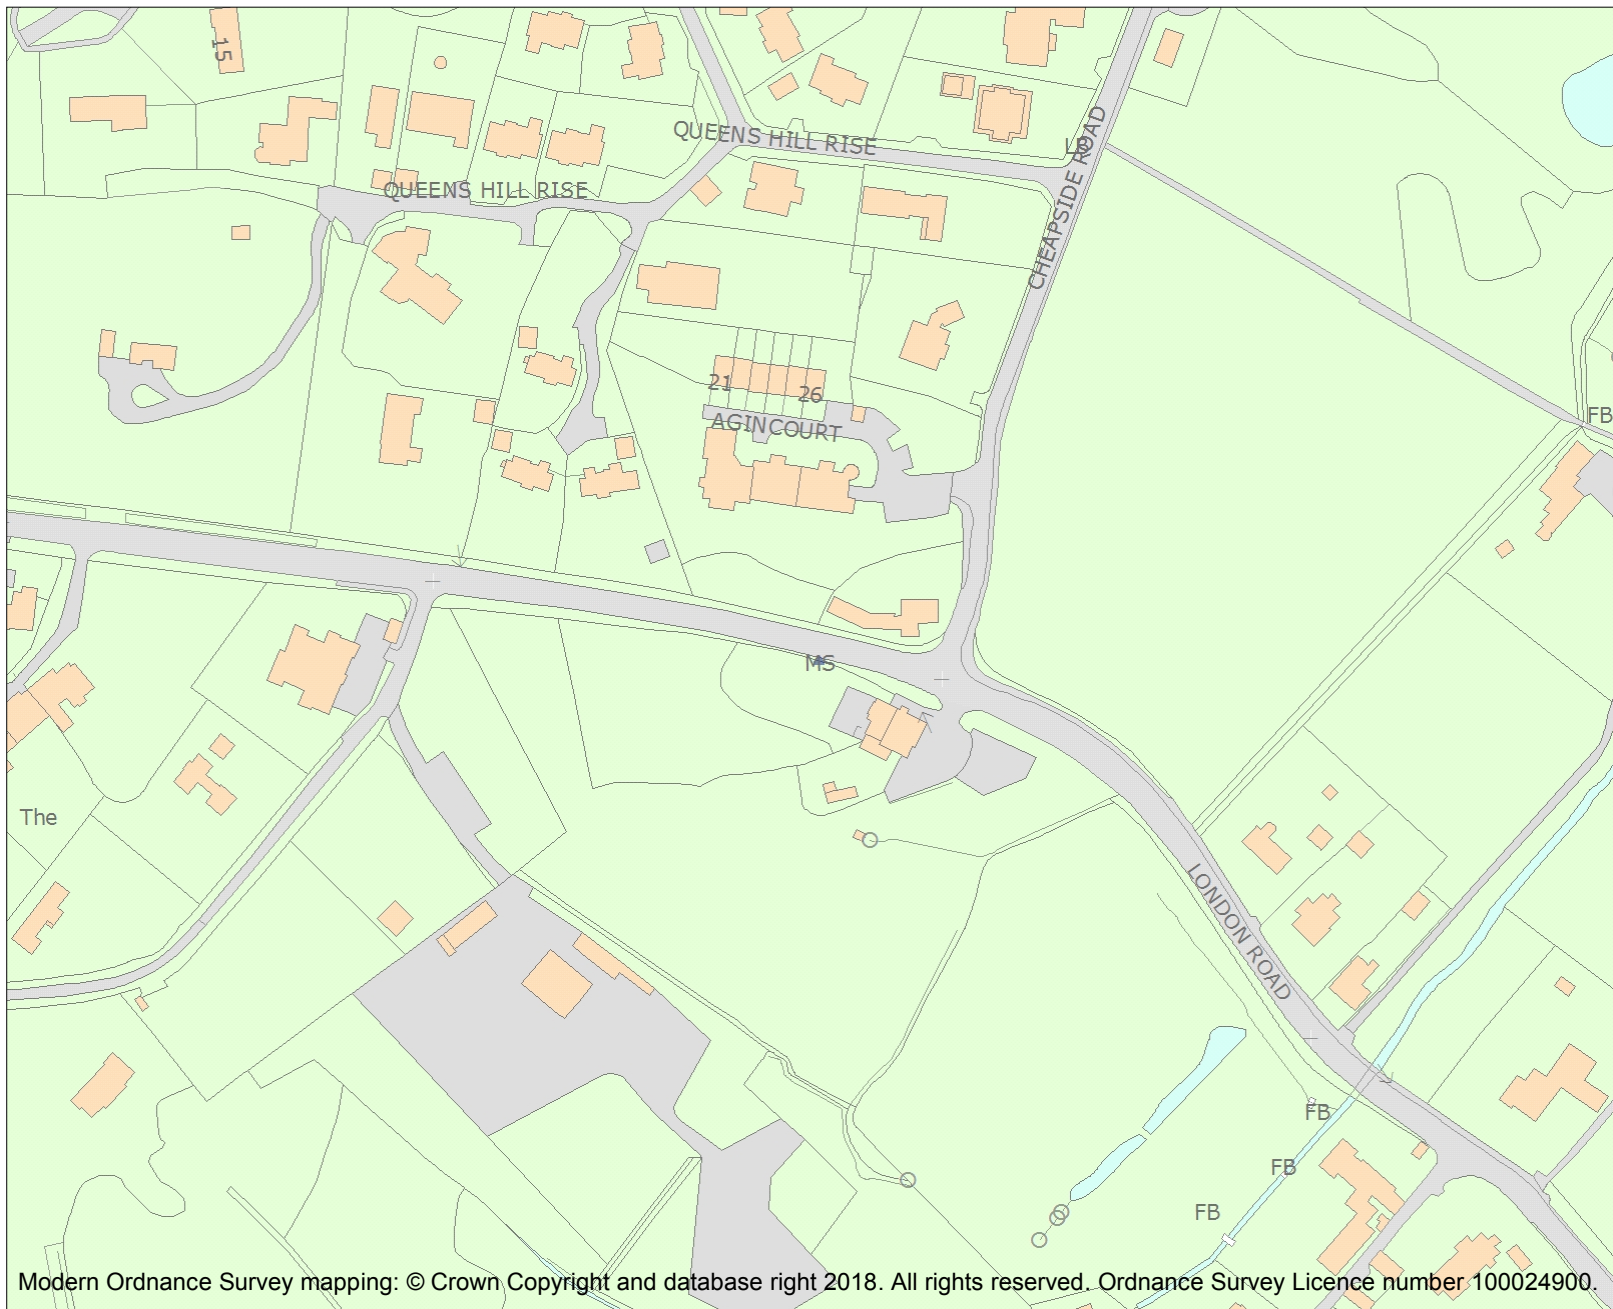 15
QUEENS HILL RISE
LB
CHEAPSIDE ROAD
QUEENS HILL RISE
21
26
AGINCOURT
FB
MS
The
LONDON ROAD
FB
FB
FB
Modern Ordnance Survey mapping: © Crown Copyright and database right 2018. All rights reserved. Ordnance Survey Licence number 100024900.